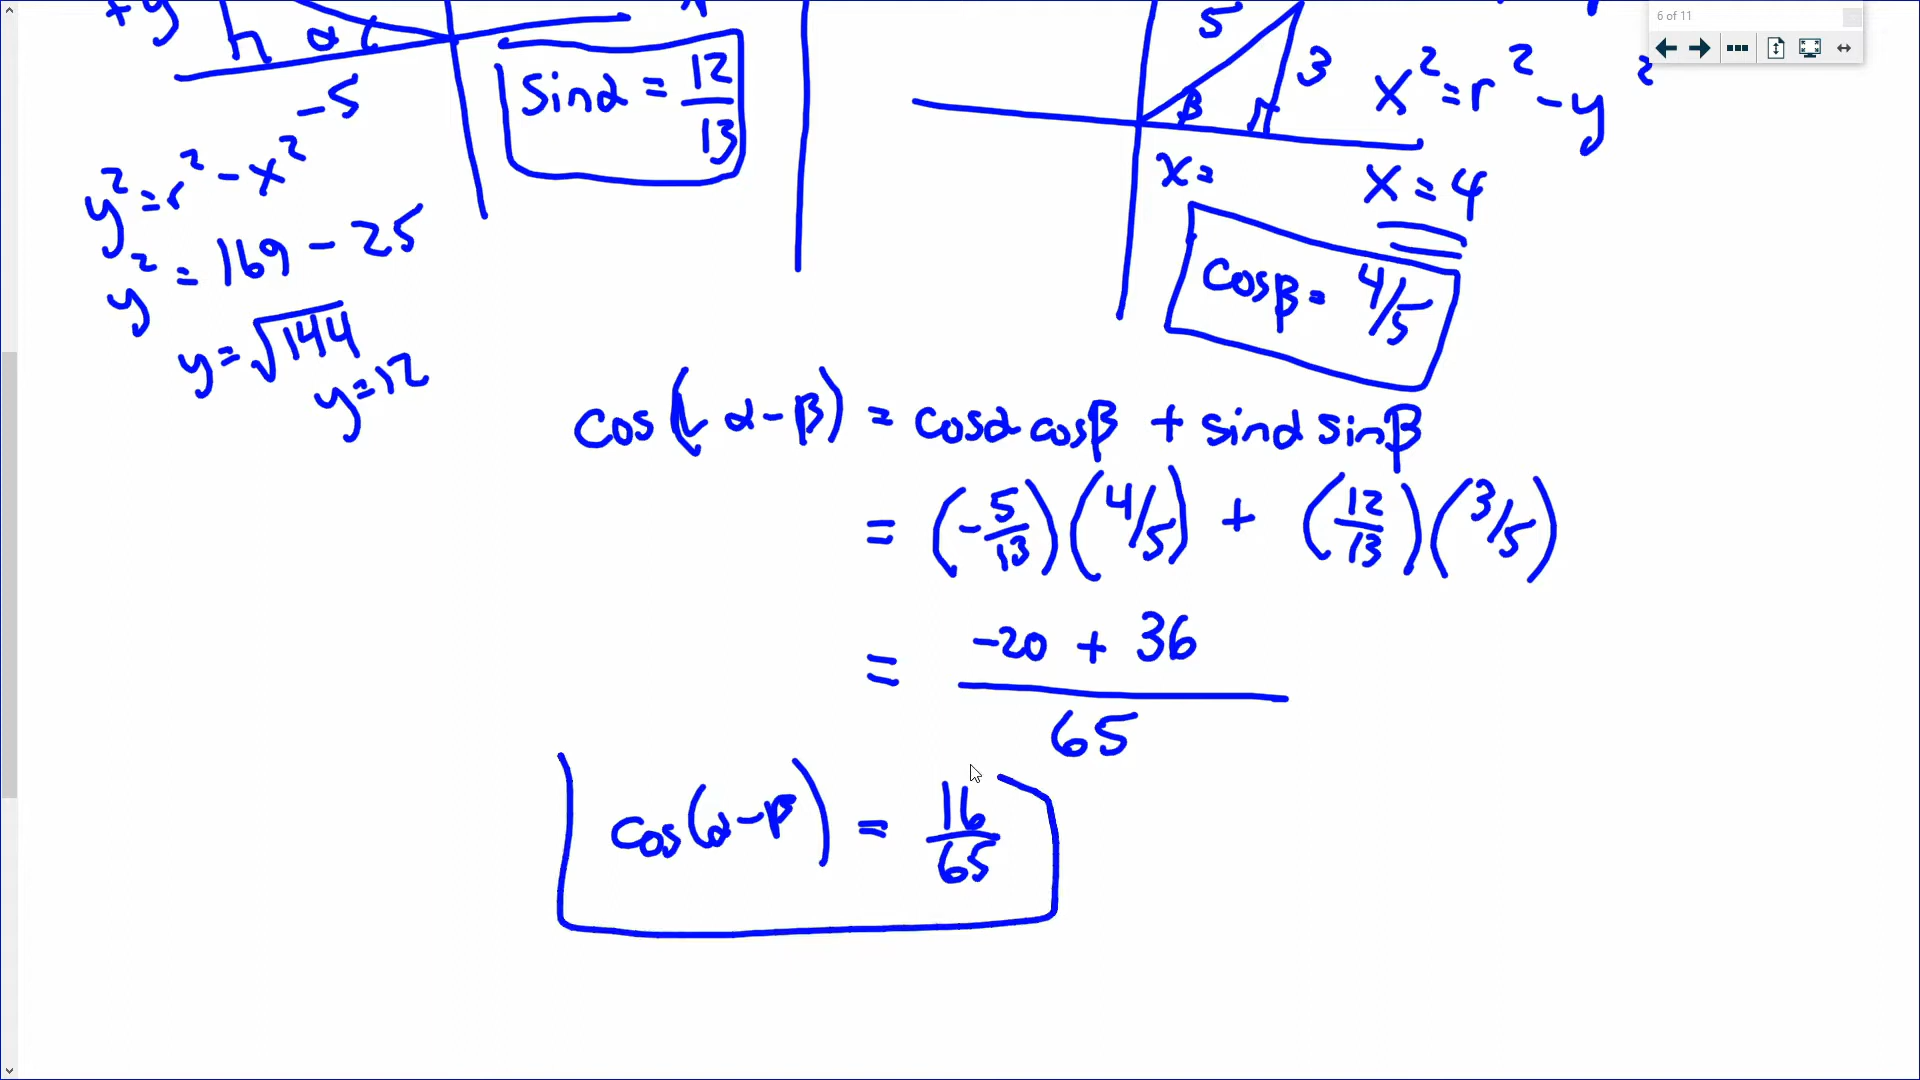 6 of 11
+y
5
h α
-5
sinα = 12/13
y² = r² - x²
y² = 169 - 25
y = √144
y = 12
β
3
x² = r² - y²
x =
x = 4
cosβ = 4/5
cos(α-β) = cosα cosβ + sinα sinβ
= (-5/13)(4/5) + (12/13)(3/5)
= -20 + 36
65
cos(α-β) = 16/65